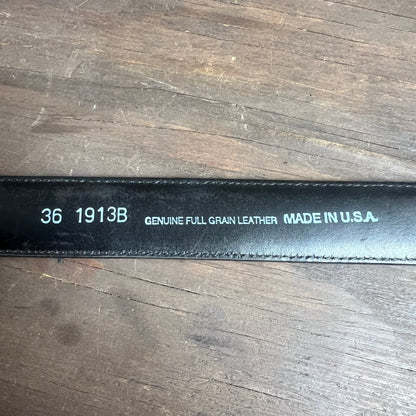 36 1913B GENUINE FULL GRAIN LEATHER MADE IN U.S.A.